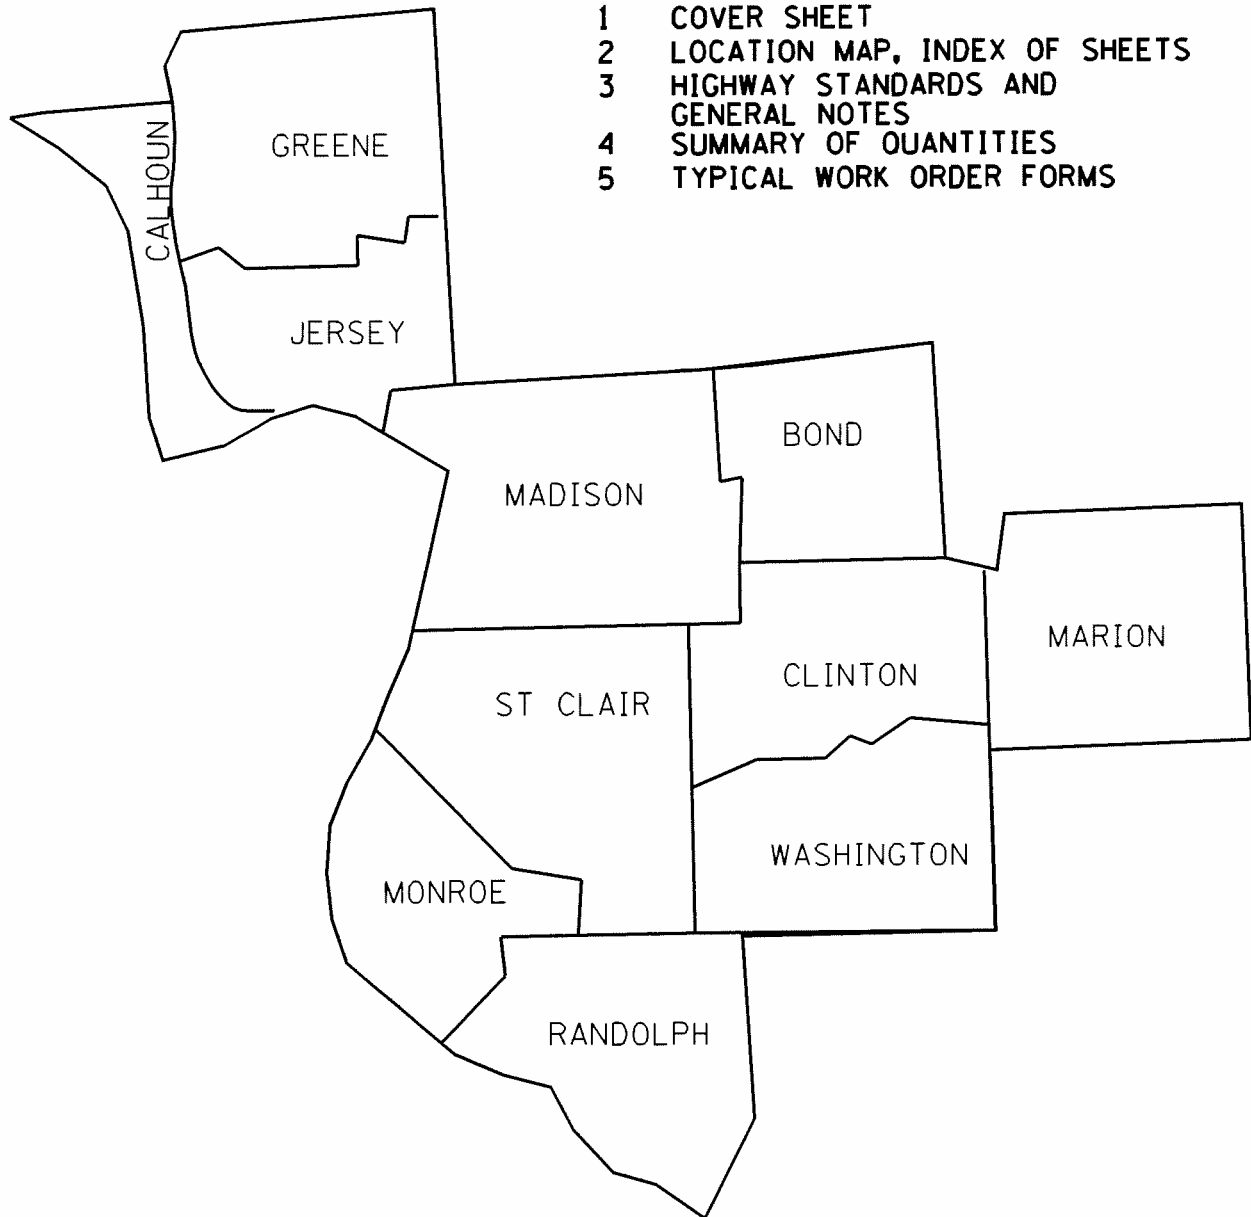 1 COVER SHEET
2 LOCATION MAP, INDEX OF SHEETS
3 HIGHWAY STANDARDS AND
GENERAL NOTES
4 SUMMARY OF QUANTITIES
5 TYPICAL WORK ORDER FORMS
CALHOUN
GREENE
JERSEY
BOND
MADISON
MARION
CLINTON
ST CLAIR
WASHINGTON
MONROE
RANDOLPH